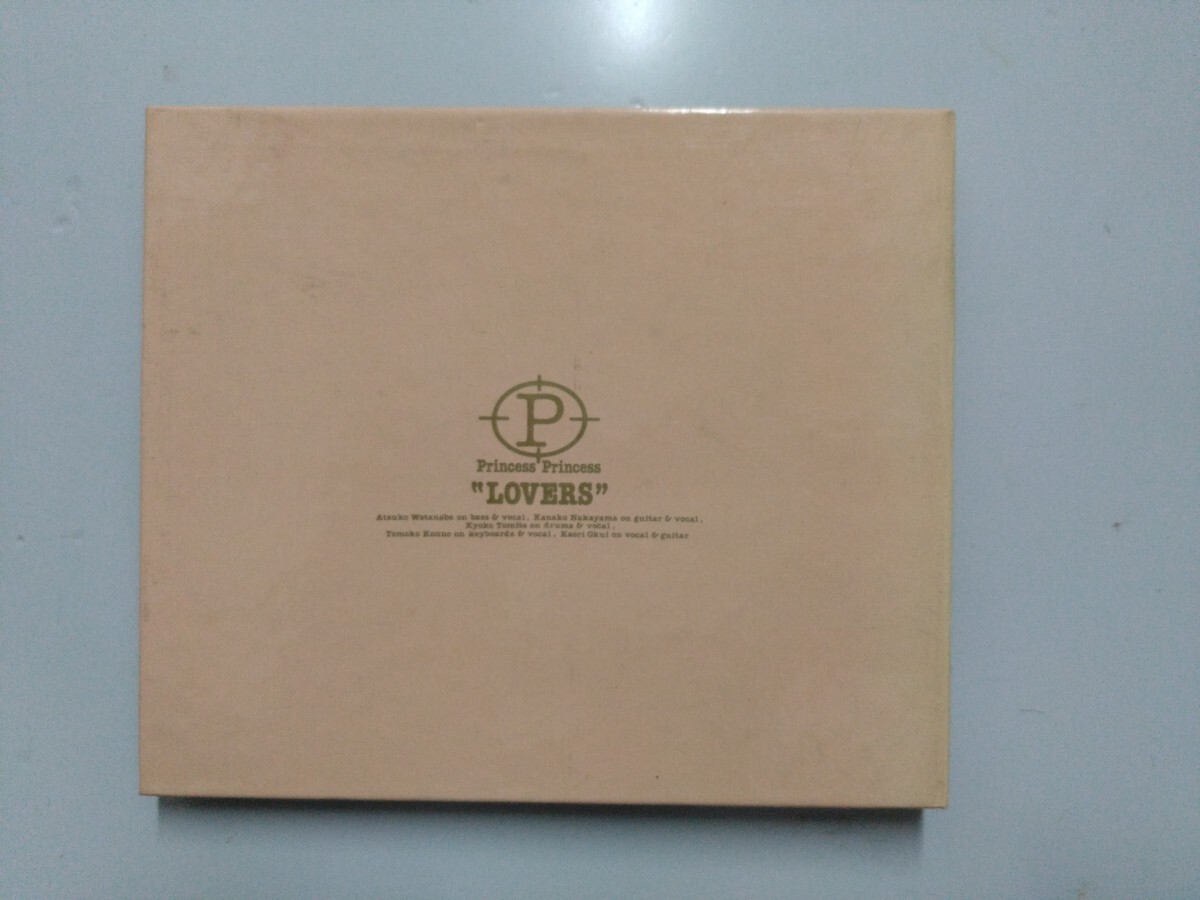 P
Princess Princess
“LOVERS”
Atsuko Watanabe on bass & vocal, Kanako Nakayama on guitar & vocal,
Kyoko Tomita on drums & vocal,
Tomoko Konno on keyboards & vocal, Kaori Okui on vocal & guitar